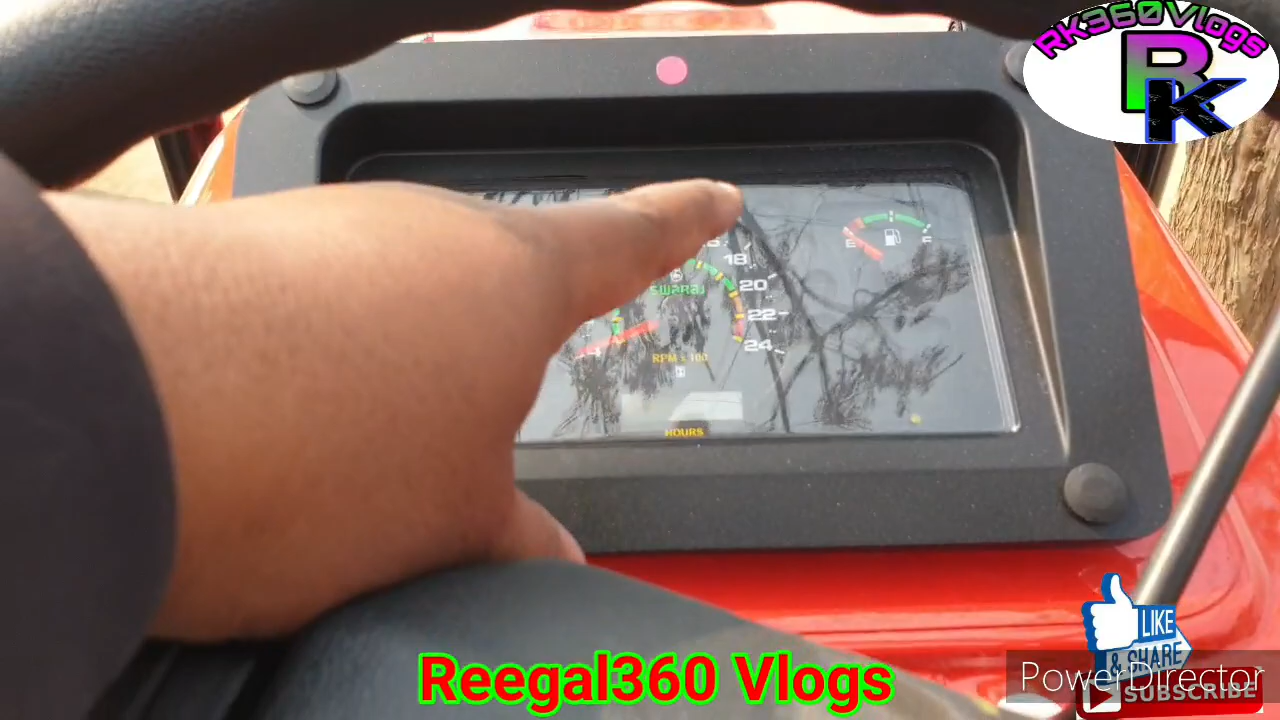 RK360Vlogs
RK
E F
18
20
SWARAJ
22
24
RPM x 100
HOURS
LIKE
& SHARE
Reegal360 Vlogs
PowerDirector
SUBSCRIBE